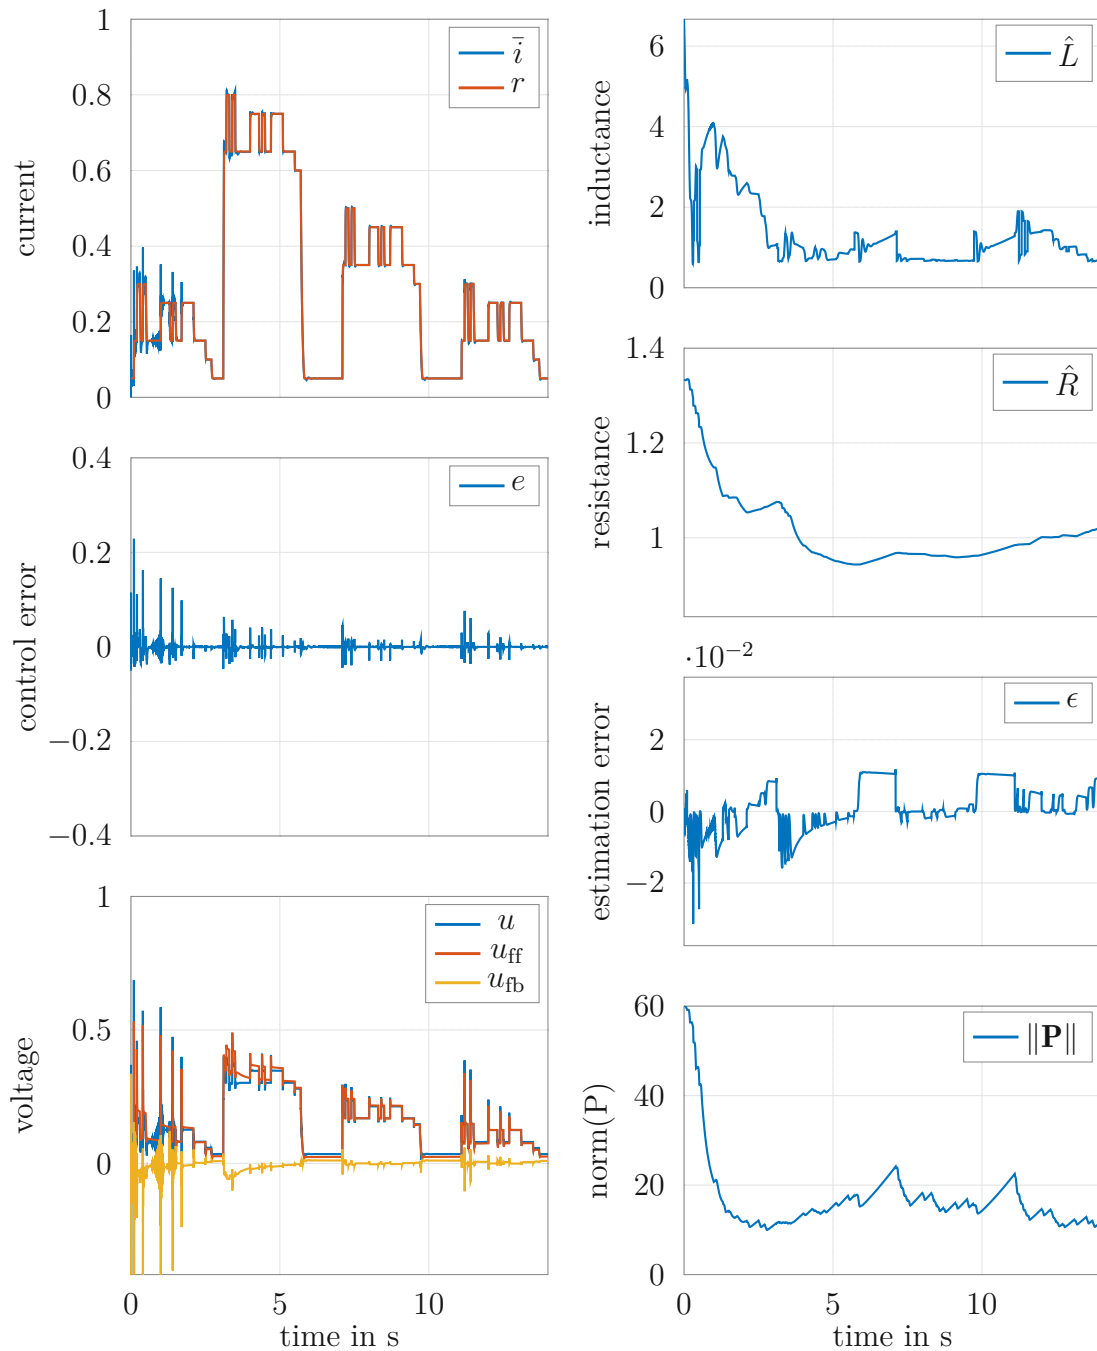 1
0.8
0.6
0.4
0.2
0
current
i̅
r
0.4
0.2
0
−0.2
−0.4
control error
e
1
0.5
0
voltage
u
u_ff
u_fb
0
5
10
time in s
6
4
2
0
inductance
L̂
1.4
1.2
1
resistance
R̂
·10⁻²
2
0
−2
estimation error
ϵ
60
40
20
0
norm(P)
‖P‖
0
5
10
time in s